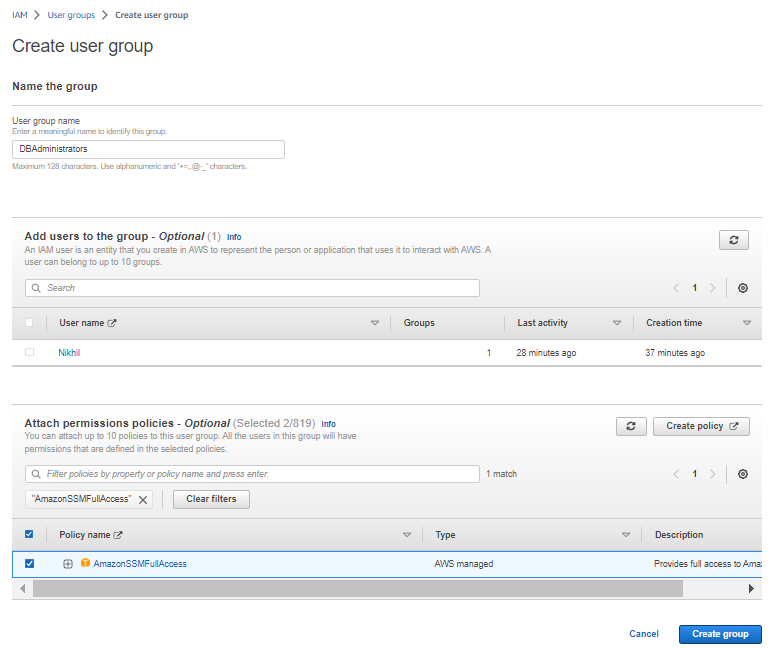 IAM > User groups > Create user group
Create user group
Name the group
User group name
Enter a meaningful name to identify this group.
DBAdministrators
Maximum 128 characters. Use alphanumeric and '+=,.@-_' characters.
Add users to the group - Optional (1) Info
An IAM user is an entity that you create in AWS to represent the person or application that uses it to interact with AWS. A
user can belong to up to 10 groups.
Search
1
User name Groups Last activity Creation time
Nikhil 1 28 minutes ago 37 minutes ago
Attach permissions policies - Optional (Selected 2/819) Info
You can attach up to 10 policies to this user group. All the users in this group will have
permissions that are defined in the selected policies.
Create policy
Filter policies by property or policy name and press enter.
1 match
1
"AmazonSSMFullAccess" Clear filters
Policy name Type Description
AmazonSSMFullAccess AWS managed Provides full access to Amaz
Cancel Create group